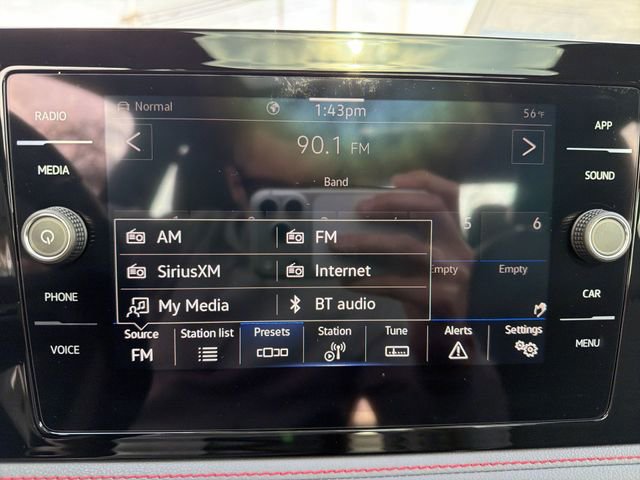 RADIO
MEDIA
PHONE
VOICE
Normal
1:43pm
56°F
90.1 FM
Band
5
6
Empty
Empty
AM
FM
SiriusXM
Internet
My Media
BT audio
Source
FM
Station list
Presets
Station
Tune
Alerts
Settings
APP
SOUND
CAR
MENU